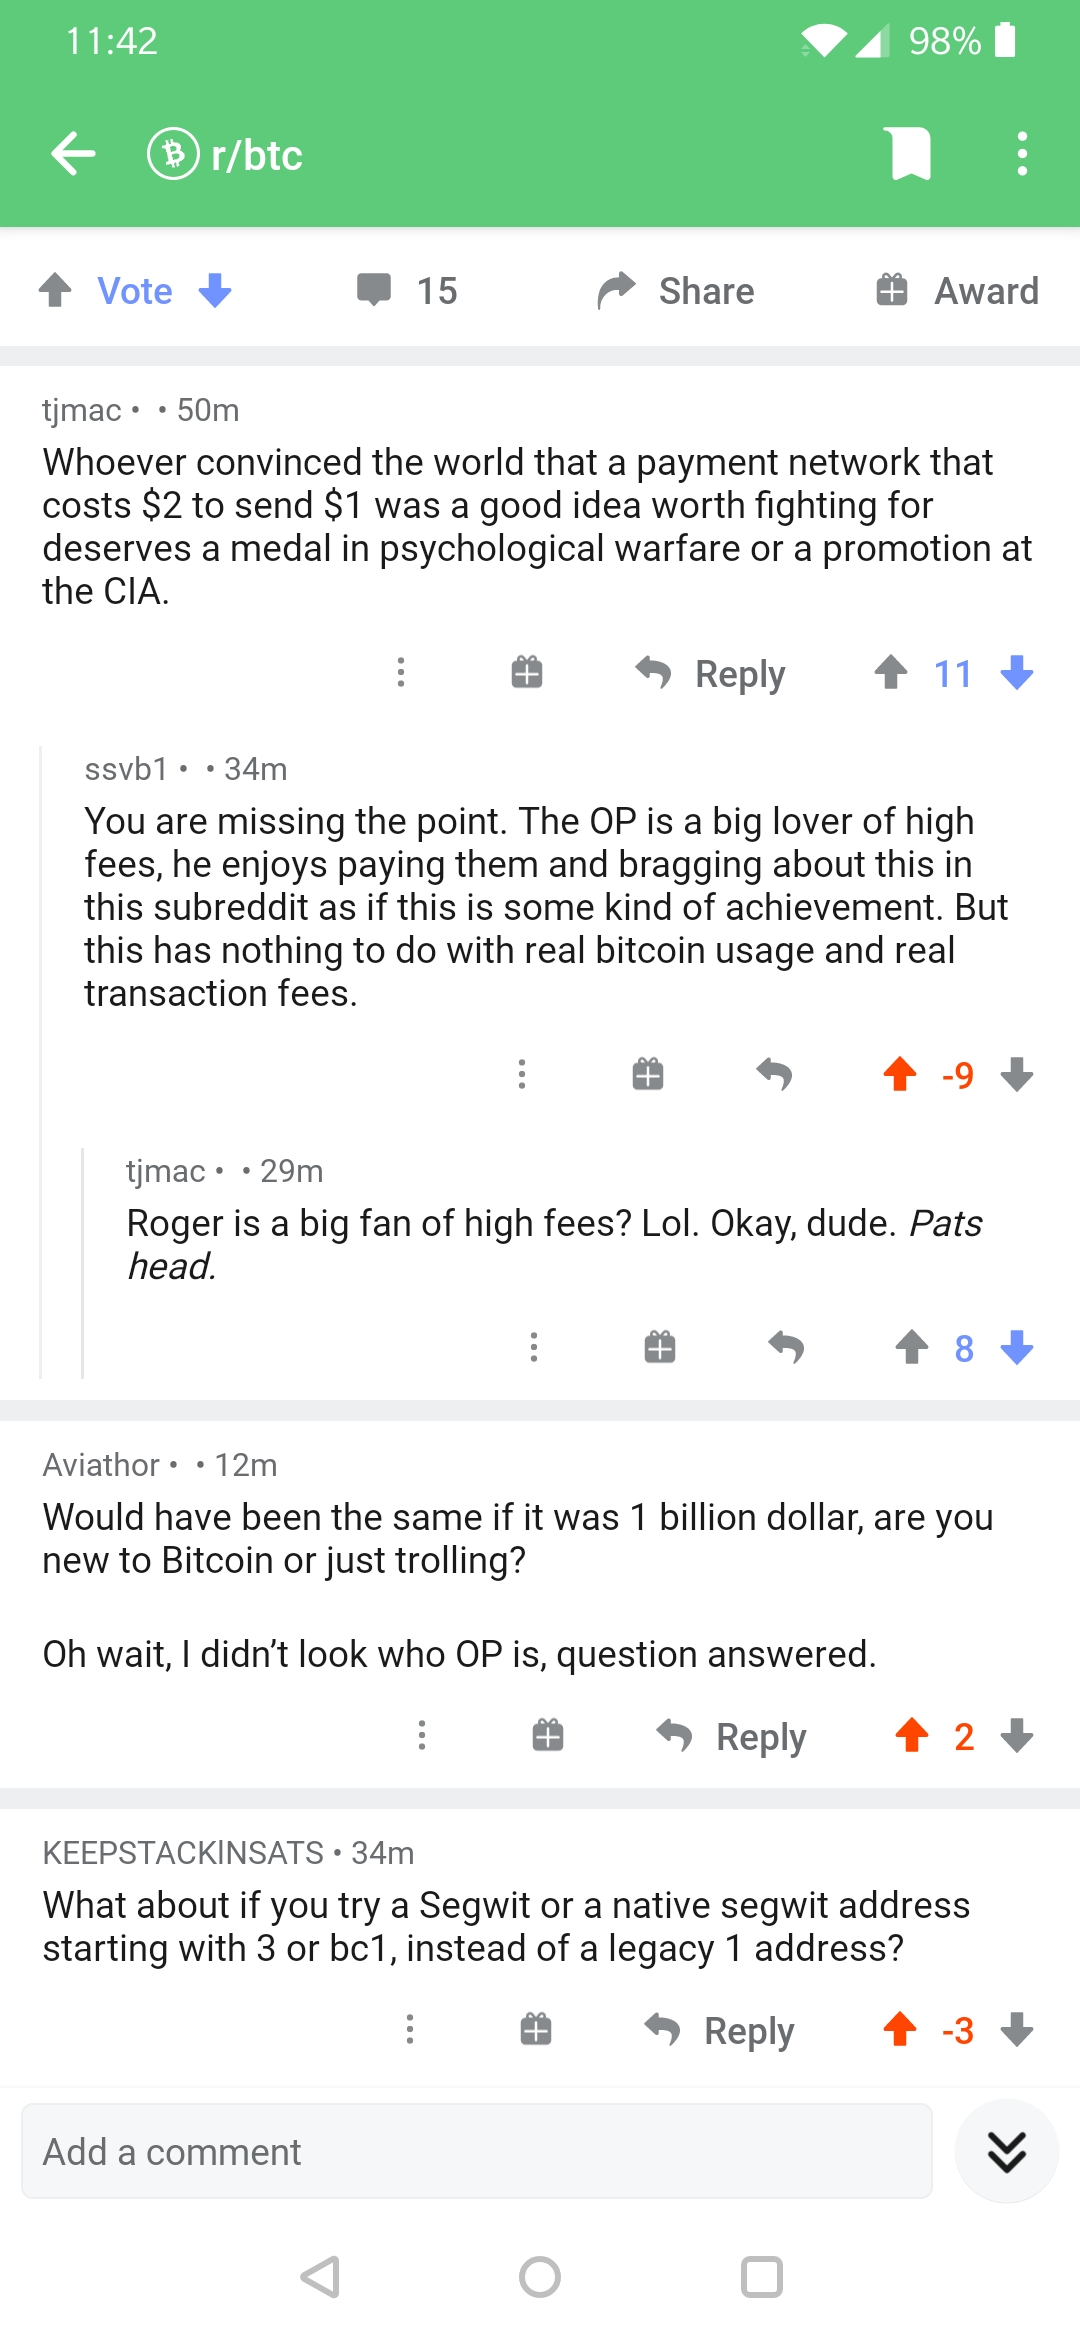 11:42 98%
r/btc
Vote 15 Share Award
tjmac • • 50m
Whoever convinced the world that a payment network that
costs $2 to send $1 was a good idea worth fighting for
deserves a medal in psychological warfare or a promotion at
the CIA.
Reply 11
ssvb1 • • 34m
You are missing the point. The OP is a big lover of high
fees, he enjoys paying them and bragging about this in
this subreddit as if this is some kind of achievement. But
this has nothing to do with real bitcoin usage and real
transaction fees.
-9
tjmac • • 29m
Roger is a big fan of high fees? Lol. Okay, dude. Pats
head.
8
Aviathor • • 12m
Would have been the same if it was 1 billion dollar, are you
new to Bitcoin or just trolling?
Oh wait, I didn’t look who OP is, question answered.
Reply 2
KEEPSTACKINSATS • 34m
What about if you try a Segwit or a native segwit address
starting with 3 or bc1, instead of a legacy 1 address?
Reply -3
Add a comment